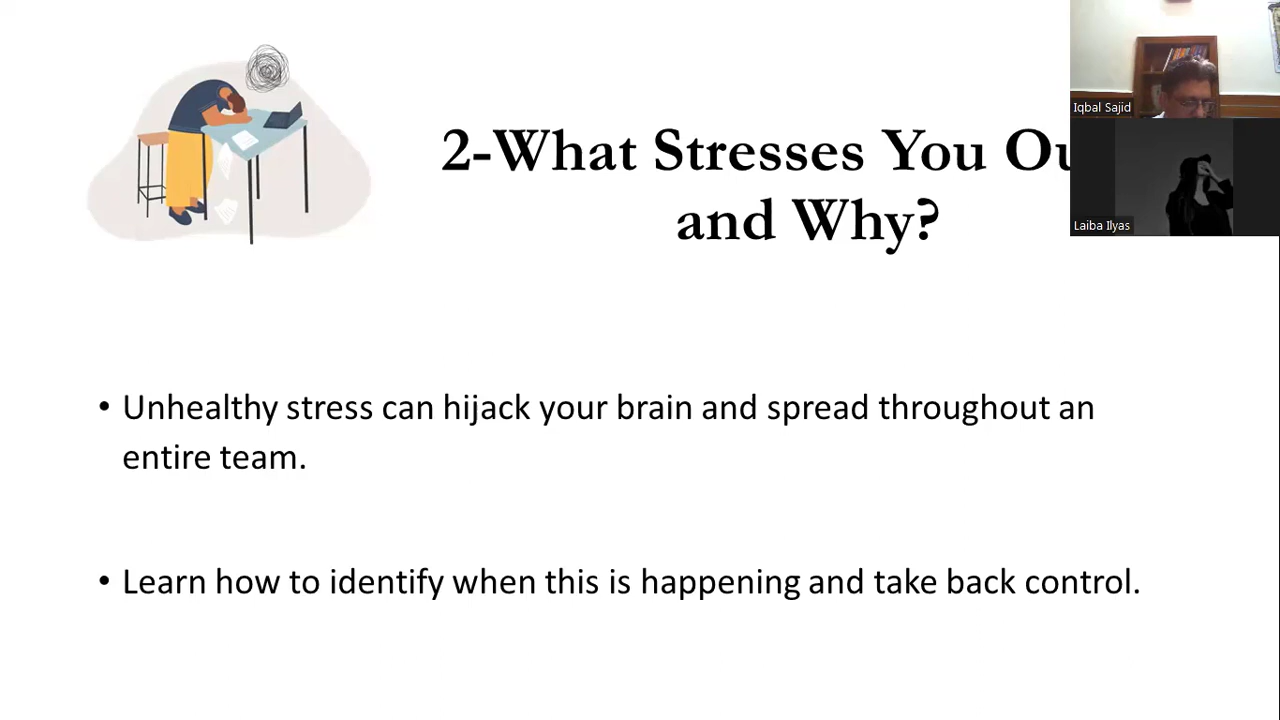 2-What Stresses You Ou
and Why?
• Unhealthy stress can hijack your brain and spread throughout an
entire team.
• Learn how to identify when this is happening and take back control.
Iqbal Sajid
Laiba Ilyas